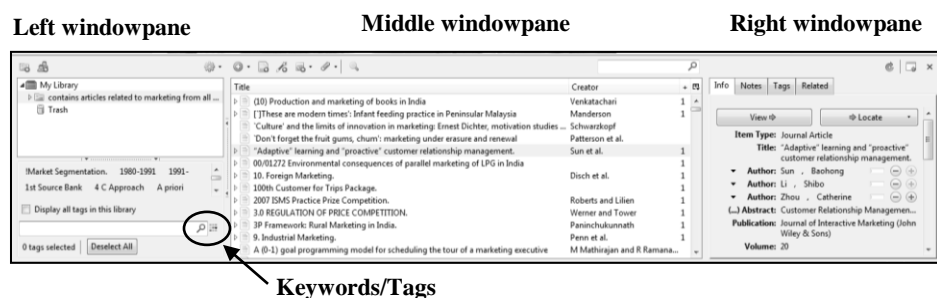 Left windowpane
Middle windowpane
Right windowpane
My Library
contains articles related to marketing from all ...
Trash
!Market Segmentation. 1980-1991 1991-
1st Source Bank 4 C Approach A priori
Display all tags in this library
0 tags selected Deselect All
Title Creator
(10) Production and marketing of books in India Venkatachari 1
[']These are modern times': Infant feeding practice in Peninsular Malaysia Manderson 1
'Culture' and the limits of innovation in marketing: Ernest Dichter, motivation studies ... Schwarzkopf
'Don't forget the fruit gums, chum': marketing under erasure and renewal Patterson et al.
"Adaptive" learning and "proactive" customer relationship management. Sun et al. 1
00/01272 Environmental consequences of parallel marketing of LPG in India 1
10. Foreign Marketing. Disch et al. 1
100th Customer for Trips Package. 1
2007 ISMS Practice Prize Competition. Roberts and Lilien 1
3.0 REGULATION OF PRICE COMPETITION. Werner and Tower 1
3P Framework: Rural Marketing in India. Paninchukunnath 1
9. Industrial Marketing. Penn et al. 1
A (0-1) goal programming model for scheduling the tour of a marketing executive M Mathirajan and R Ramana...
Info Notes Tags Related
View Locate
Item Type: Journal Article
Title: "Adaptive" learning and "proactive"
customer relationship management.
Author: Sun , Baohong
Author: Li , Shibo
Author: Zhou , Catherine
(...) Abstract: Customer Relationship Managemen...
Publication: Journal of Interactive Marketing (John
Wiley & Sons)
Volume: 20
Keywords/Tags